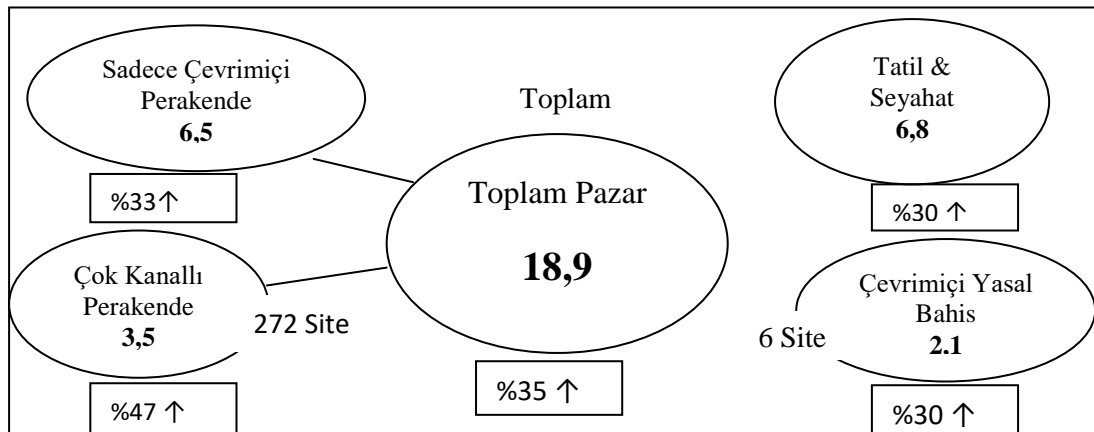 Sadece Çevrimiçi
Perakende
6,5
%33↑
Çok Kanallı
Perakende
3,5
272 Site
%47 ↑
Toplam
Toplam Pazar
18,9
%35 ↑
Tatil &
Seyahat
6,8
%30 ↑
Çevrimiçi Yasal
Bahis
2,1
6 Site
%30 ↑